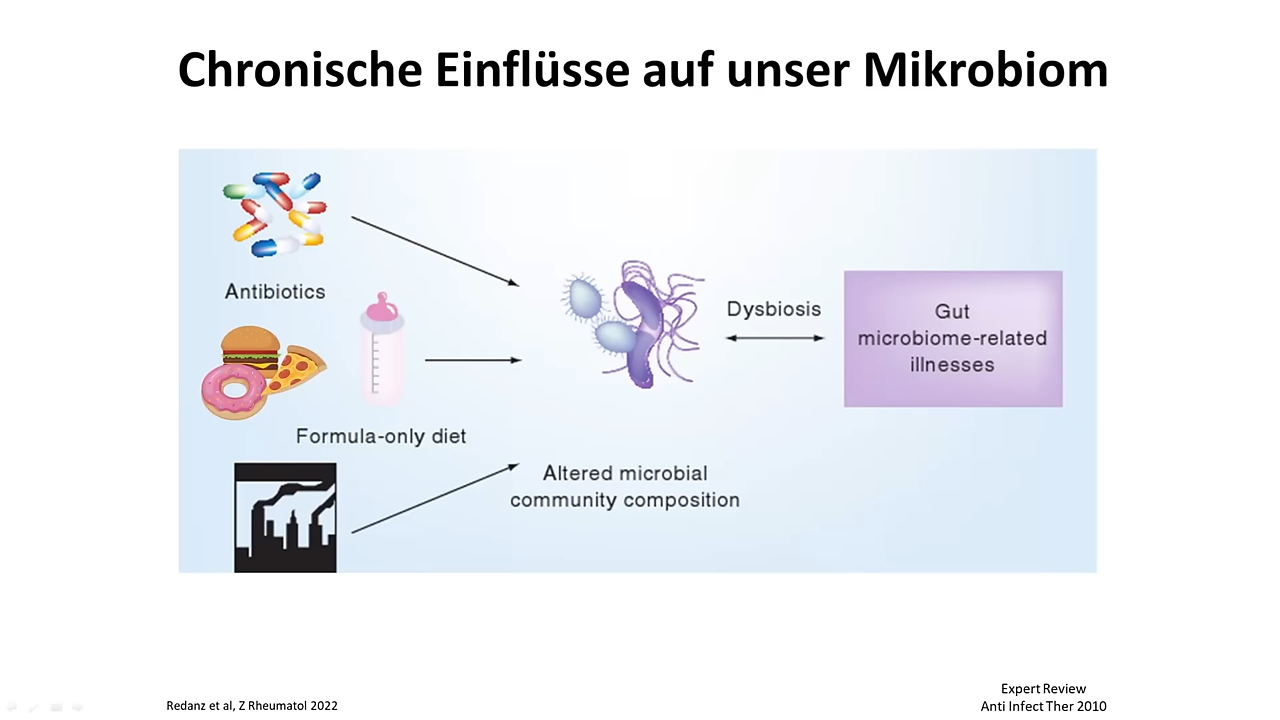 Chronische Einflüsse auf unser Mikrobiom
Antibiotics
Formula-only diet
Altered microbial
community composition
Dysbiosis
Gut
microbiome-related
illnesses
Redanz et al, Z Rheumatol 2022
Expert Review
Anti Infect Ther 2010